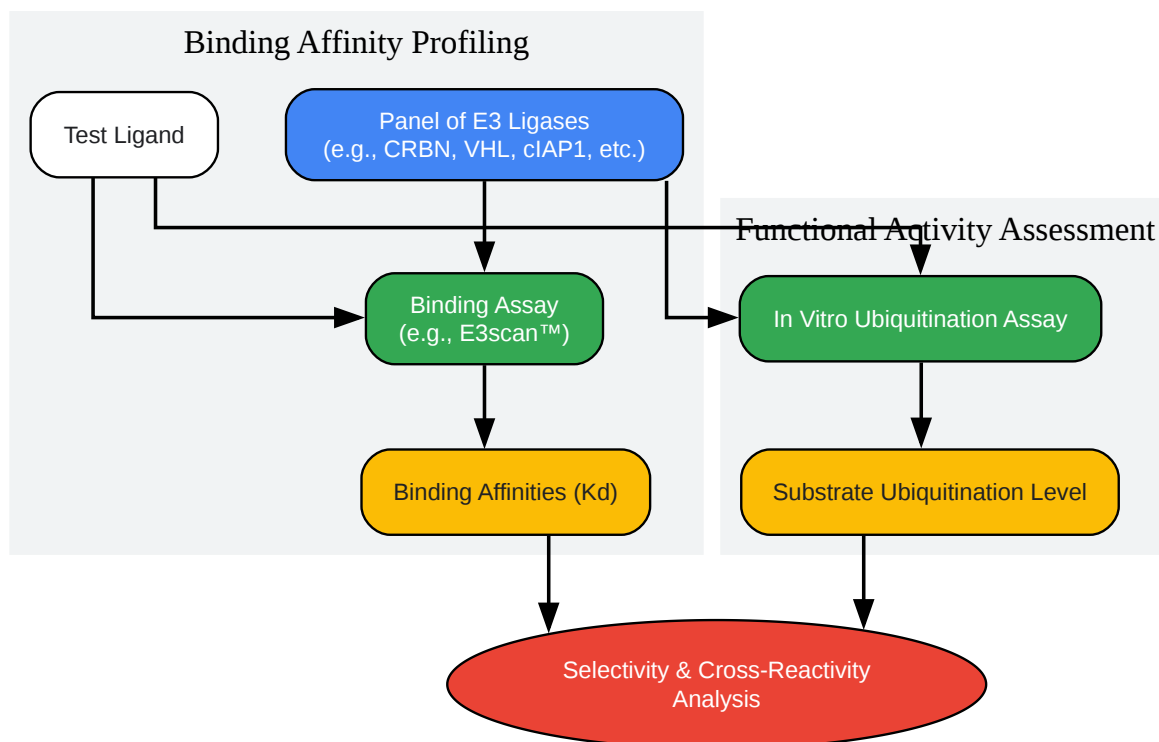 Binding Affinity Profiling
Test Ligand
Panel of E3 Ligases
(e.g., CRBN, VHL, cIAP1, etc.)
Functional Activity Assessment
Binding Assay
(e.g., E3scan™)
In Vitro Ubiquitination Assay
Binding Affinities (Kd)
Substrate Ubiquitination Level
Selectivity & Cross-Reactivity
Analysis